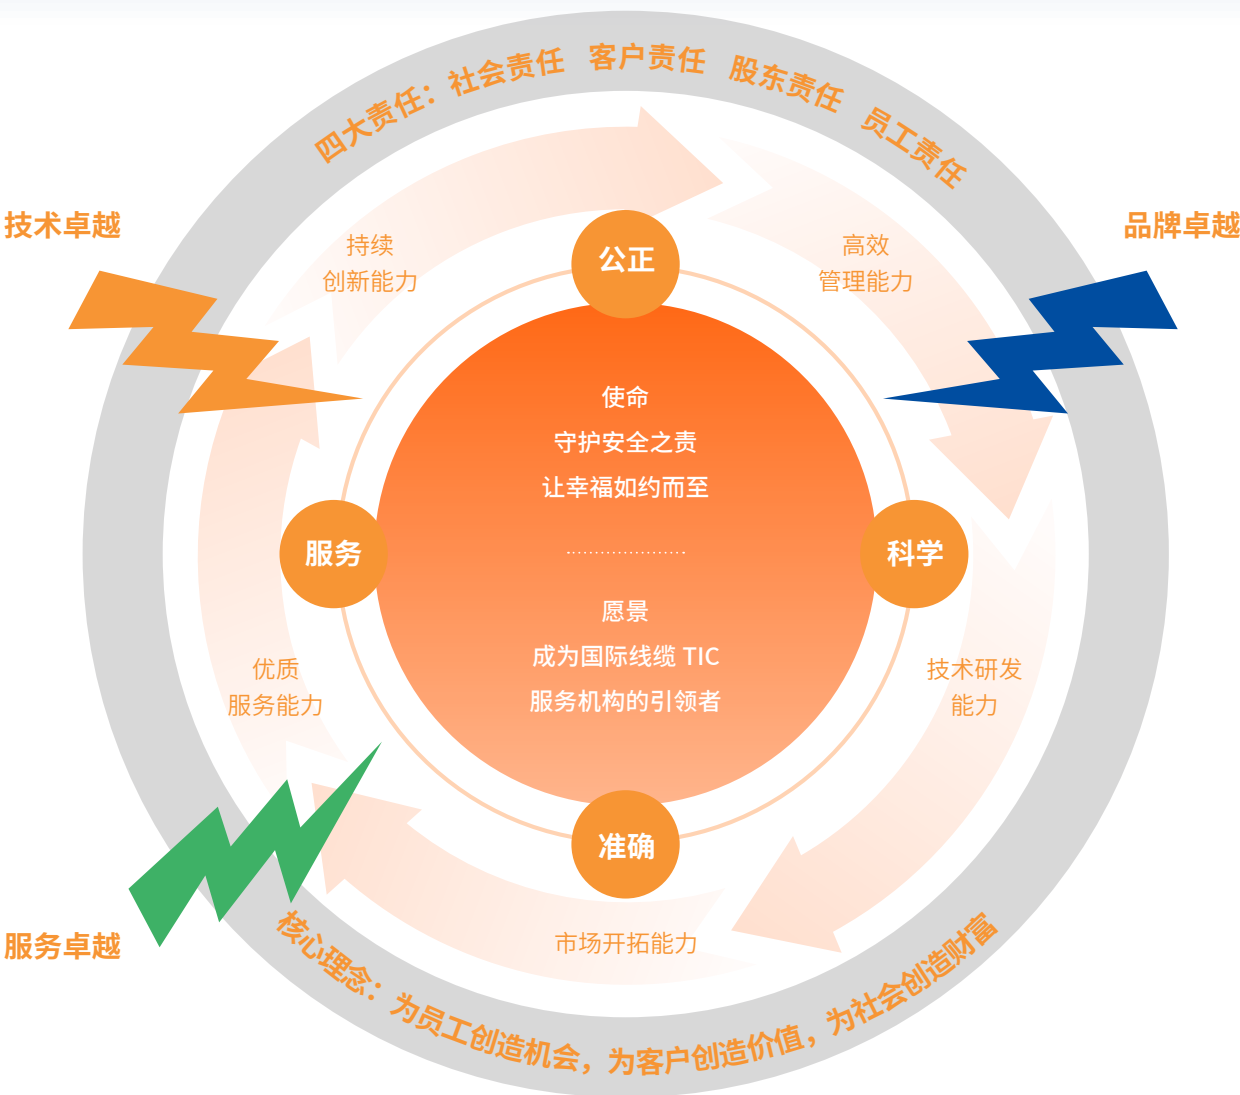 四大责任：社会责任 客户责任 股东责任 员工责任
技术卓越
品牌卓越
持续
创新能力
公正
高效
管理能力
使命
守护安全之责
让幸福如约而至
服务
科学
愿景
成为国际线缆 TIC
服务机构的引领者
优质
服务能力
技术研发
能力
准确
市场开拓能力
服务卓越
核心理念：为员工创造机会，为客户创造价值，为社会创造财富